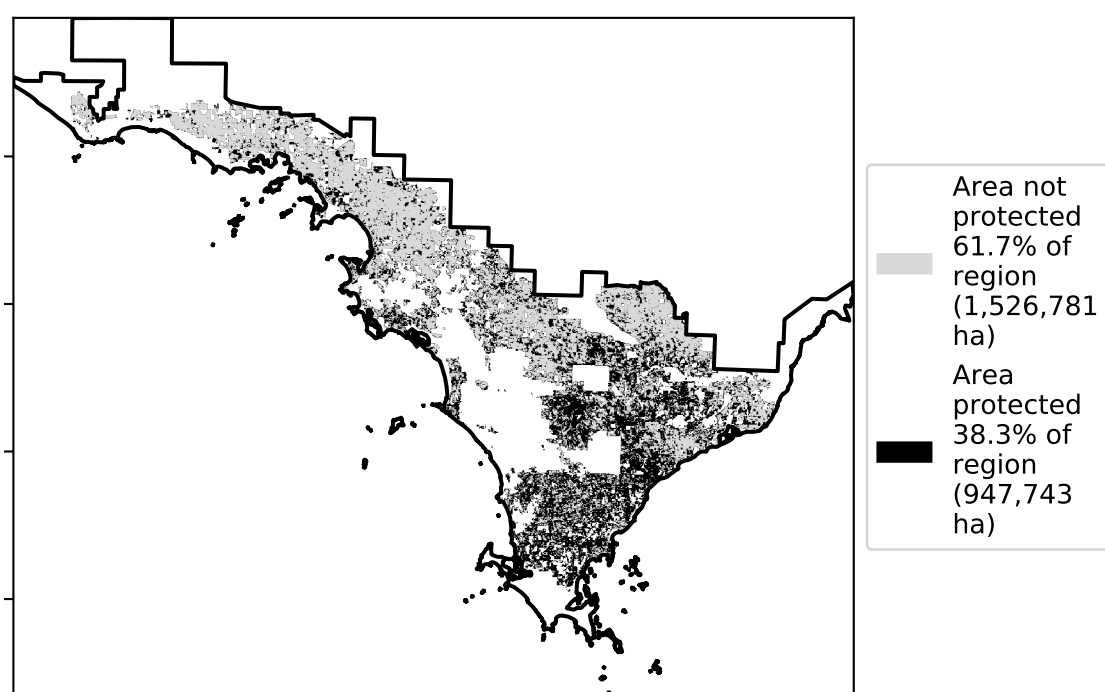 Area not
protected
61.7% of
region
(1,526,781
ha)
Area
protected
38.3% of
region
(947,743
ha)